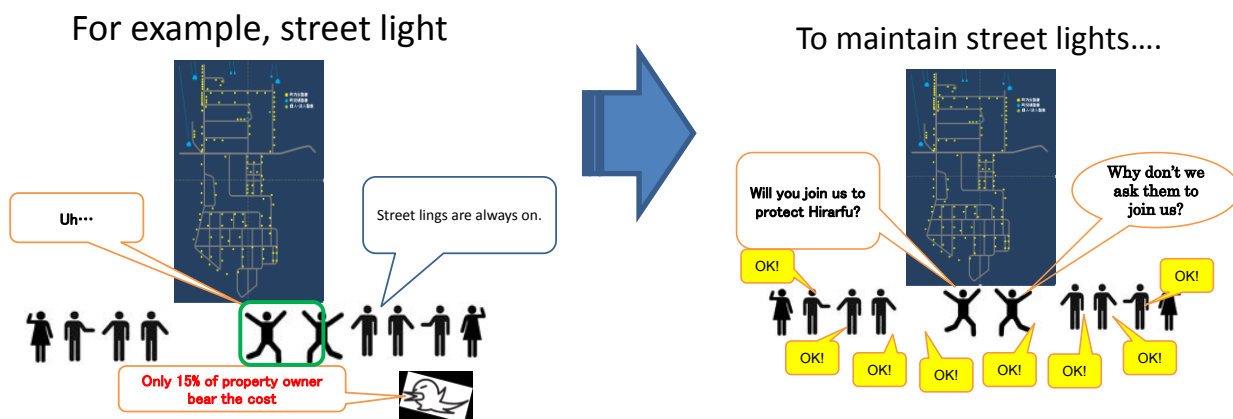 For example, street light
To maintain street lights....
Uh…
Street lings are always on.
Only 15% of property owner
bear the cost
Will you join us to
protect Hirarfu?
Why don't we
ask them to
join us?
OK!
OK!
OK!
OK!
OK!
OK!
OK!
OK!